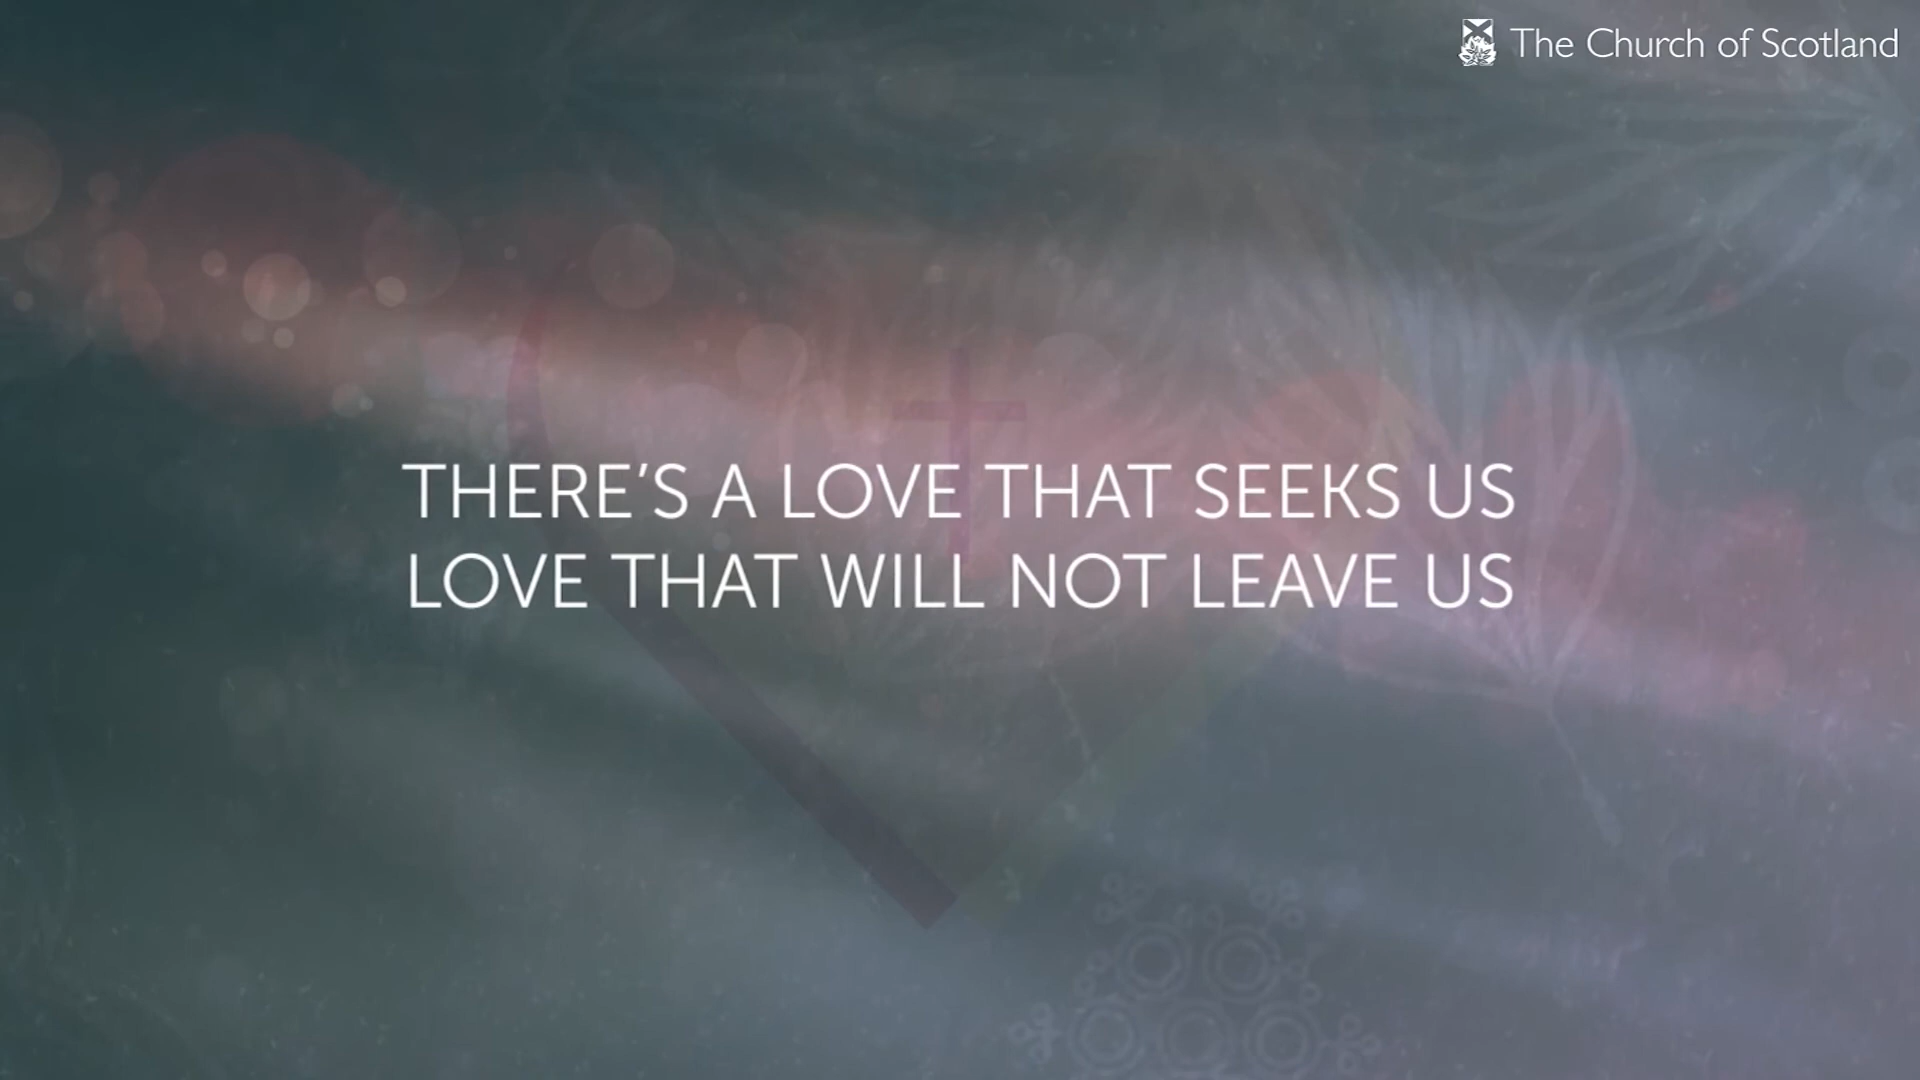 The Church of Scotland
THERE'S A LOVE THAT SEEKS US
LOVE THAT WILL NOT LEAVE US